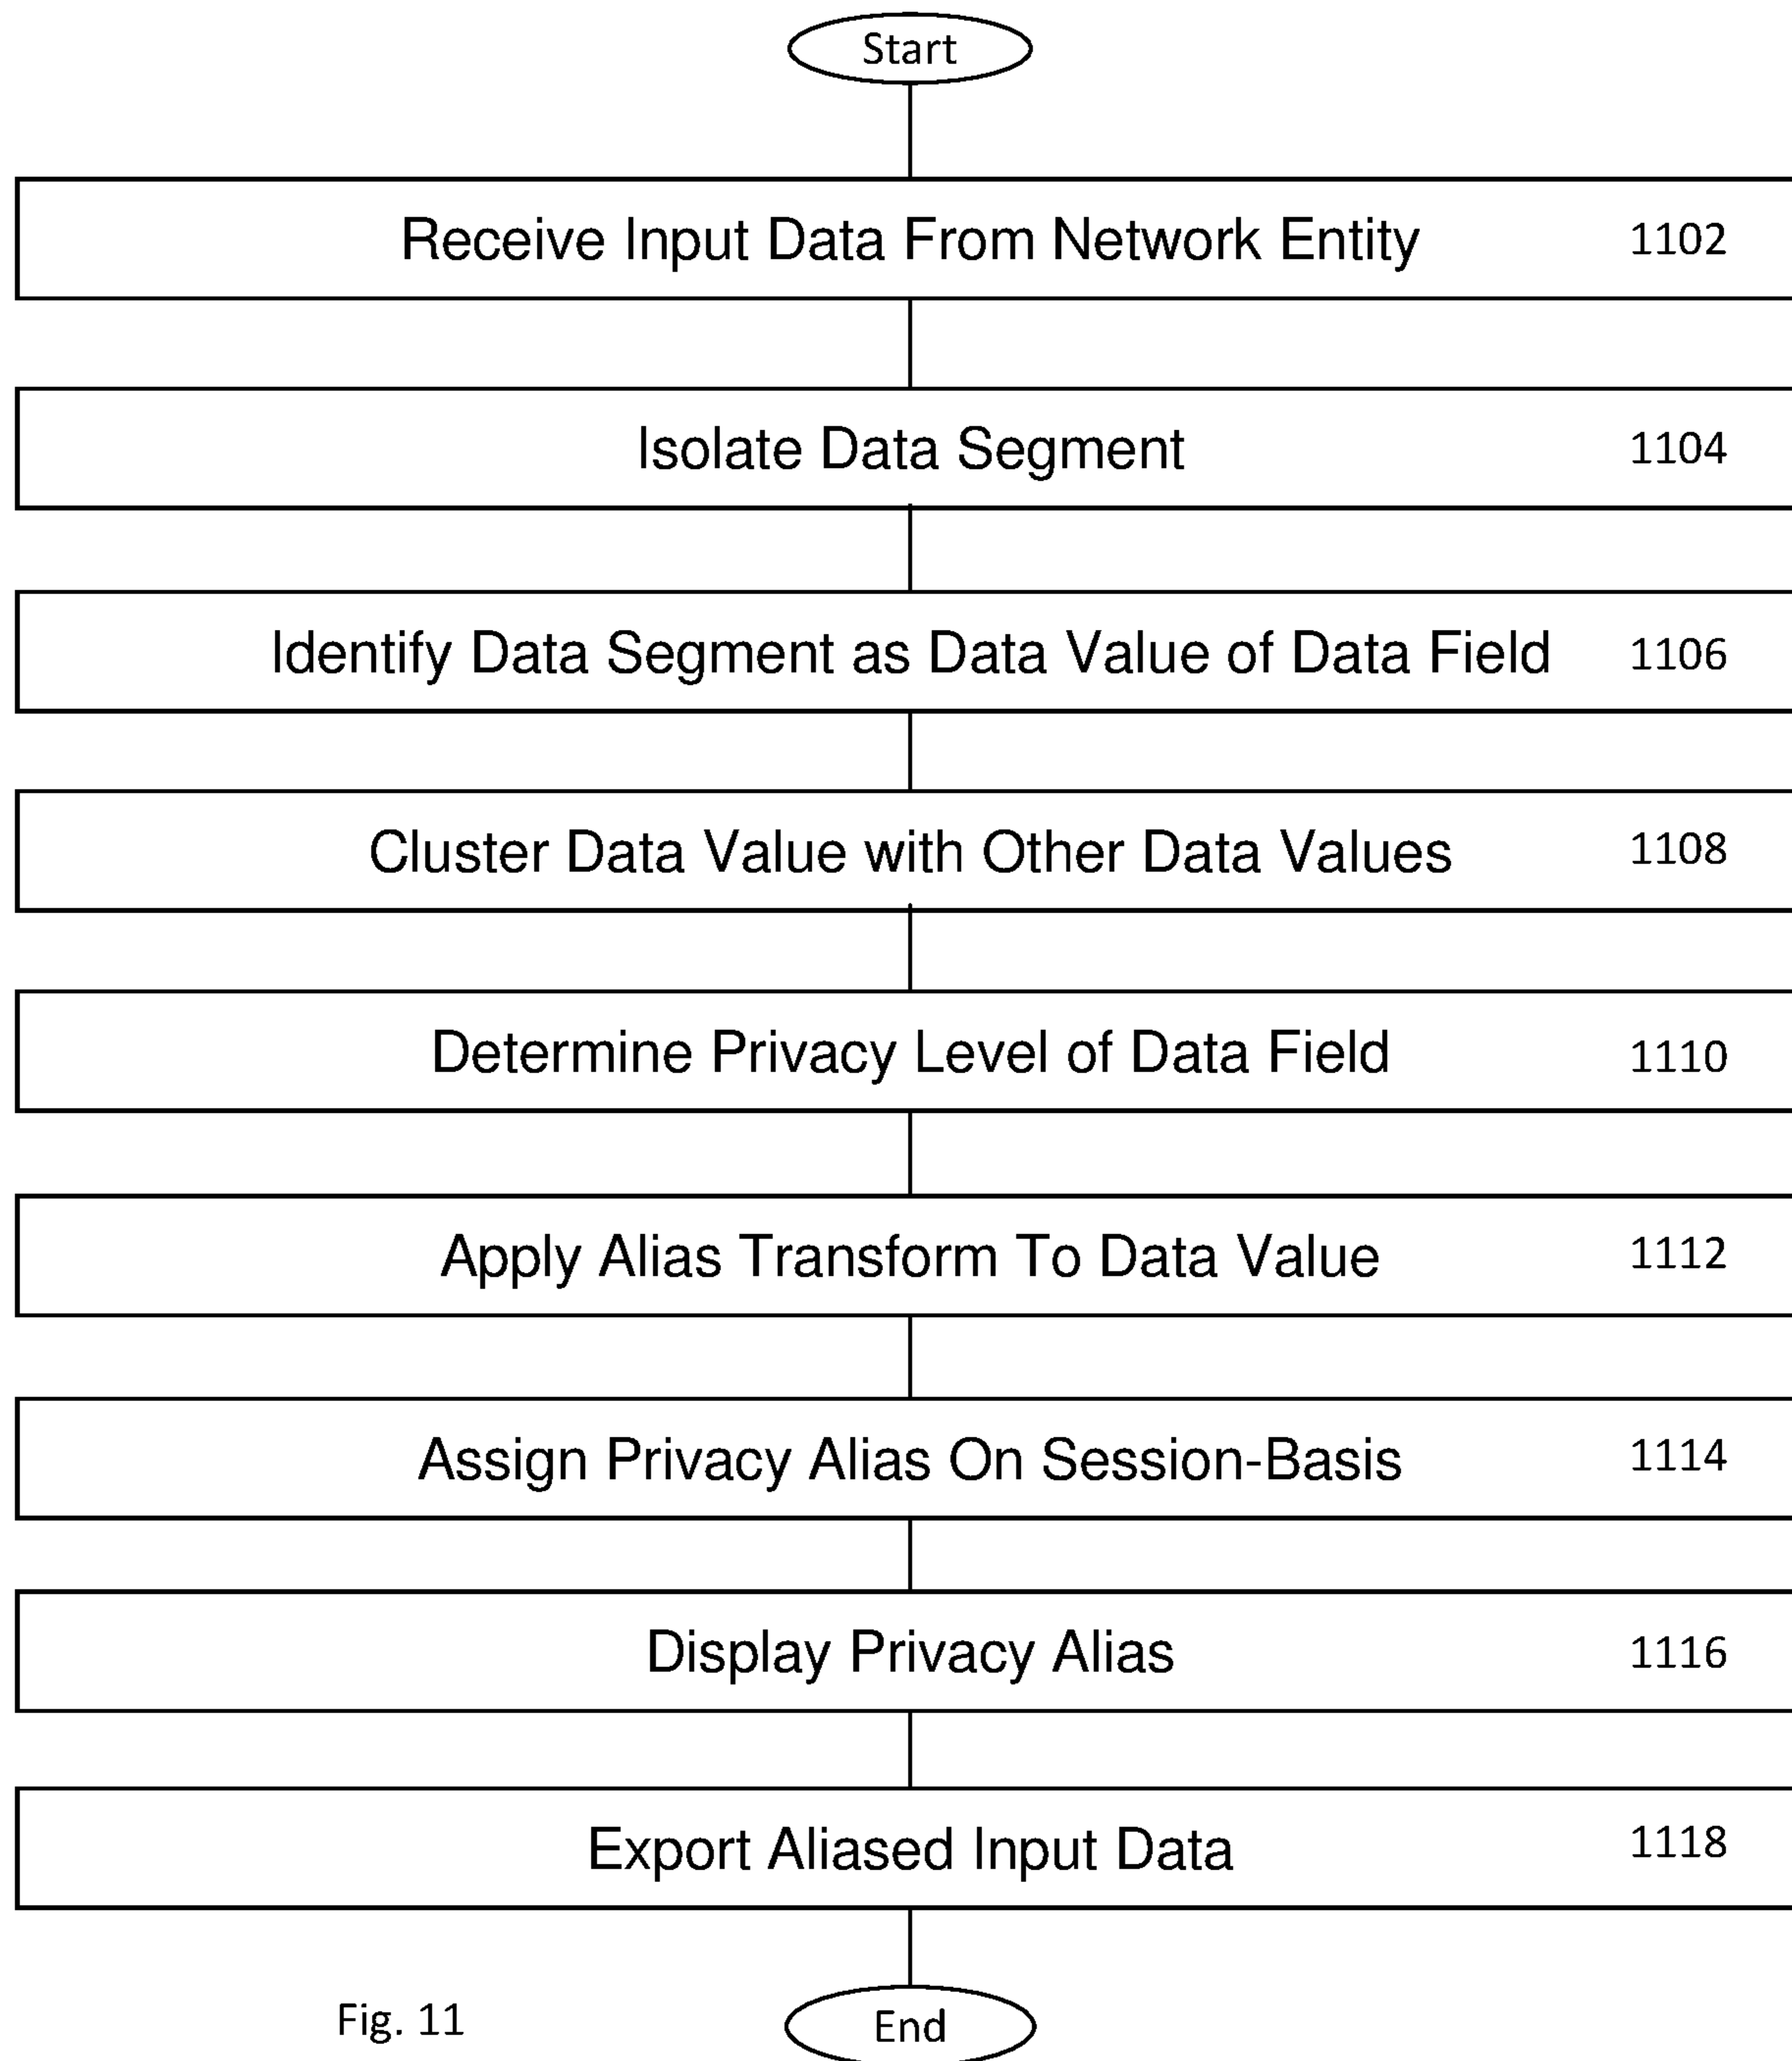 Start
Receive Input Data From Network Entity 1102
Isolate Data Segment 1104
Identify Data Segment as Data Value of Data Field 1106
Cluster Data Value with Other Data Values 1108
Determine Privacy Level of Data Field 1110
Apply Alias Transform To Data Value 1112
Assign Privacy Alias On Session-Basis 1114
Display Privacy Alias 1116
Export Aliased Input Data 1118
Fig. 11
End